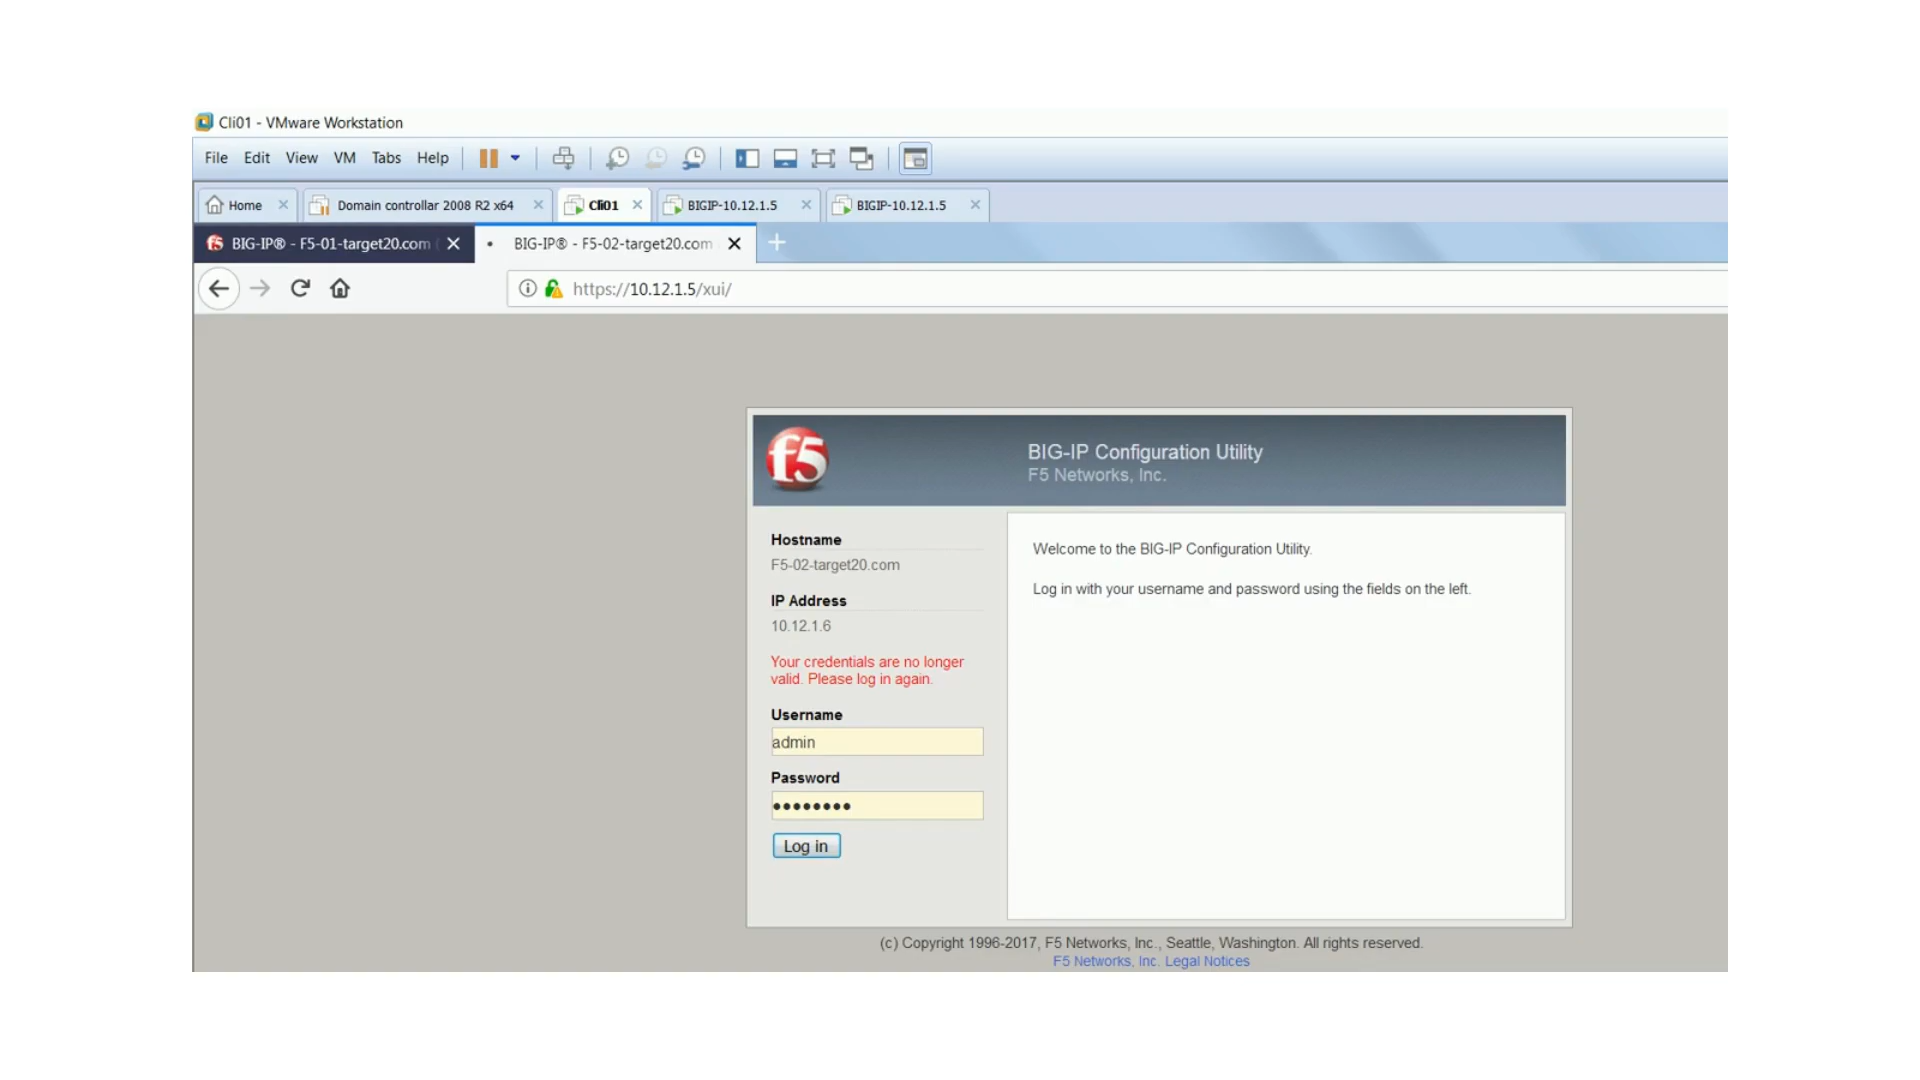 Cli01 - VMware Workstation
File Edit View VM Tabs Help
Home Domain controllar 2008 R2 x64 Cli01 BIGIP-10.12.1.5 BIGIP-10.12.1.5
BIG-IP® - F5-01-target20.com ( BIG-IP® - F5-02-target20.com
https://10.12.1.5/xui/
f5
BIG-IP Configuration Utility
F5 Networks, Inc.
Hostname
F5-02-target20.com
IP Address
10.12.1.6
Your credentials are no longer
valid. Please log in again.
Username
admin
Password
Log in
Welcome to the BIG-IP Configuration Utility.
Log in with your username and password using the fields on the left.
(c) Copyright 1996-2017, F5 Networks, Inc., Seattle, Washington. All rights reserved.
F5 Networks, Inc. Legal Notices